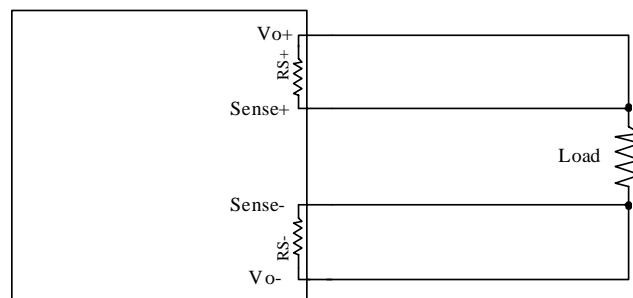 Vo+
RS+
Sense+
Load
Sense-
RS-
Vo-